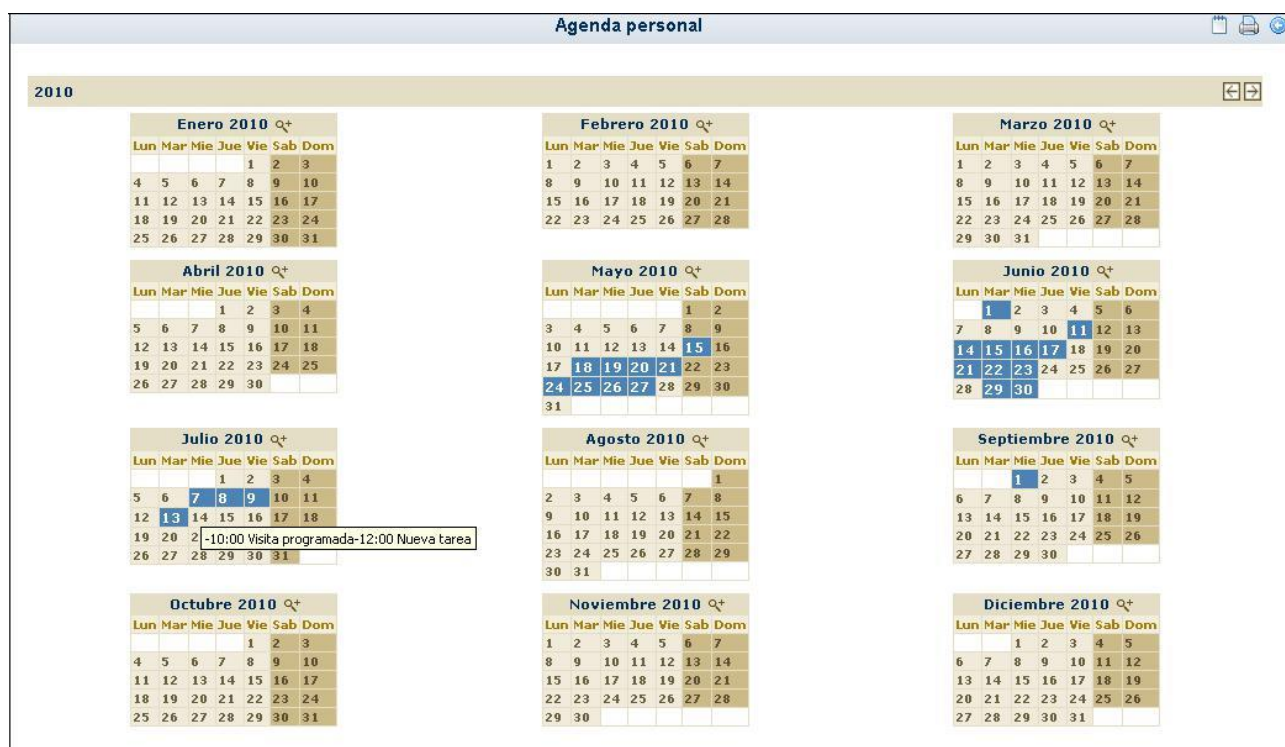 Agenda personal
2010
Enero 2010
Lun Mar Mie Jue Vie Sab Dom
1 2 3
4 5 6 7 8 9 10
11 12 13 14 15 16 17
18 19 20 21 22 23 24
25 26 27 28 29 30 31
Febrero 2010
Lun Mar Mie Jue Vie Sab Dom
1 2 3 4 5 6 7
8 9 10 11 12 13 14
15 16 17 18 19 20 21
22 23 24 25 26 27 28
Marzo 2010
Lun Mar Mie Jue Vie Sab Dom
1 2 3 4 5 6 7
8 9 10 11 12 13 14
15 16 17 18 19 20 21
22 23 24 25 26 27 28
29 30 31
Abril 2010
Lun Mar Mie Jue Vie Sab Dom
1 2 3 4
5 6 7 8 9 10 11
12 13 14 15 16 17 18
19 20 21 22 23 24 25
26 27 28 29 30
Mayo 2010
Lun Mar Mie Jue Vie Sab Dom
1 2
3 4 5 6 7 8 9
10 11 12 13 14 15 16
17 18 19 20 21 22 23
24 25 26 27 28 29 30
31
Junio 2010
Lun Mar Mie Jue Vie Sab Dom
1 2 3 4 5 6
7 8 9 10 11 12 13
14 15 16 17 18 19 20
21 22 23 24 25 26 27
28 29 30
Julio 2010
Lun Mar Mie Jue Vie Sab Dom
1 2 3 4
5 6 7 8 9 10 11
12 13 14 15 16 17 18
19 20
-10:00 Visita programada-12:00 Nueva tarea
26 27 28 29 30 31
Agosto 2010
Lun Mar Mie Jue Vie Sab Dom
1
2 3 4 5 6 7 8
9 10 11 12 13 14 15
16 17 18 19 20 21 22
23 24 25 26 27 28 29
30 31
Septiembre 2010
Lun Mar Mie Jue Vie Sab Dom
1 2 3 4 5
6 7 8 9 10 11 12
13 14 15 16 17 18 19
20 21 22 23 24 25 26
27 28 29 30
Octubre 2010
Lun Mar Mie Jue Vie Sab Dom
1 2 3
4 5 6 7 8 9 10
11 12 13 14 15 16 17
18 19 20 21 22 23 24
25 26 27 28 29 30 31
Noviembre 2010
Lun Mar Mie Jue Vie Sab Dom
1 2 3 4 5 6 7
8 9 10 11 12 13 14
15 16 17 18 19 20 21
22 23 24 25 26 27 28
29 30
Diciembre 2010
Lun Mar Mie Jue Vie Sab Dom
1 2 3 4 5
6 7 8 9 10 11 12
13 14 15 16 17 18 19
20 21 22 23 24 25 26
27 28 29 30 31